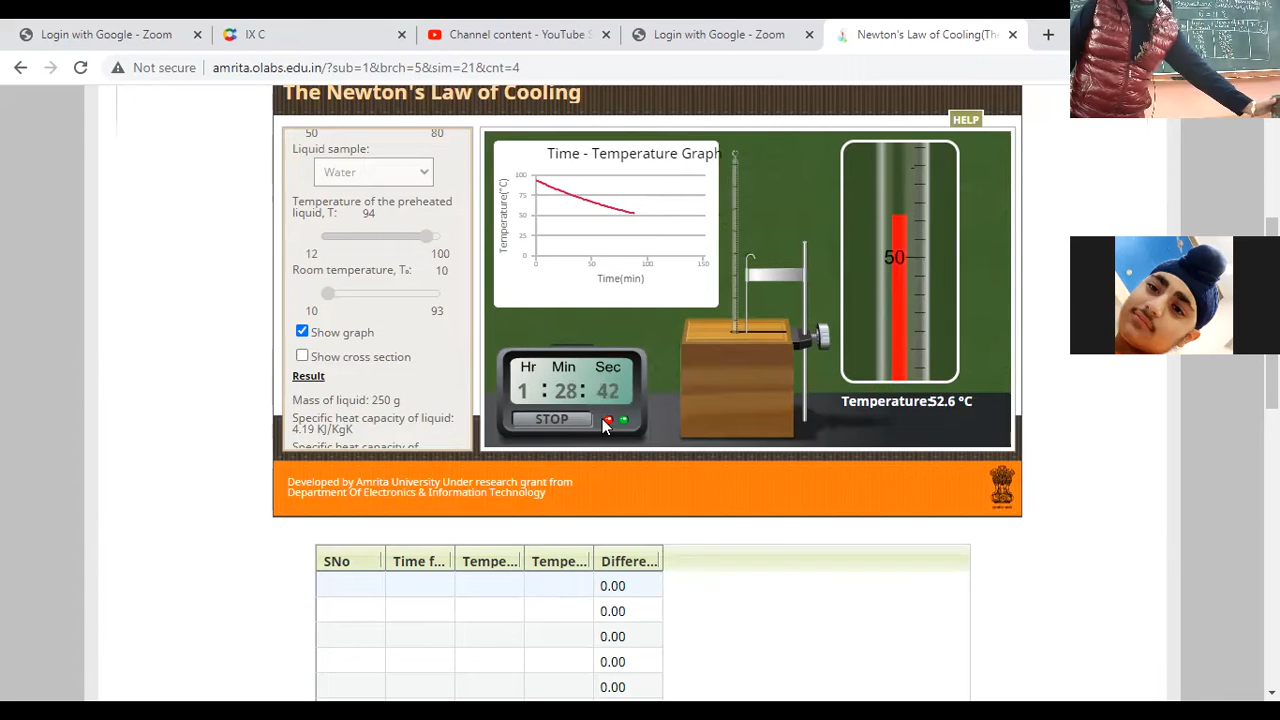 Login with Google - Zoom
IX C
Channel content - YouTube S
Login with Google - Zoom
Newton's Law of Cooling(The
Not secure
amrita.olabs.edu.in/?sub=1&brch=5&sim=21&cnt=4
The Newton's Law of Cooling
HELP
50 80
Liquid sample:
Water
Temperature of the preheated
liquid, T: 94
12 100
Room temperature, Tₒ: 10
10 93
Show graph
Show cross section
Result
Mass of liquid: 250 g
Specific heat capacity of liquid:
4.19 KJ/KgK
Specific heat capacity of
Time - Temperature Graph
Temperature(°C)
100
75
50
25
0
0 50 100 150
Time(min)
Hr Min Sec
1 : 28: 42
STOP
50
Temperature:52.6 °C
Developed by Amrita University Under research grant from
Department Of Electronics & Information Technology
SNo Time f... Tempe... Tempe... Differe...
0.00
0.00
0.00
0.00
0.00